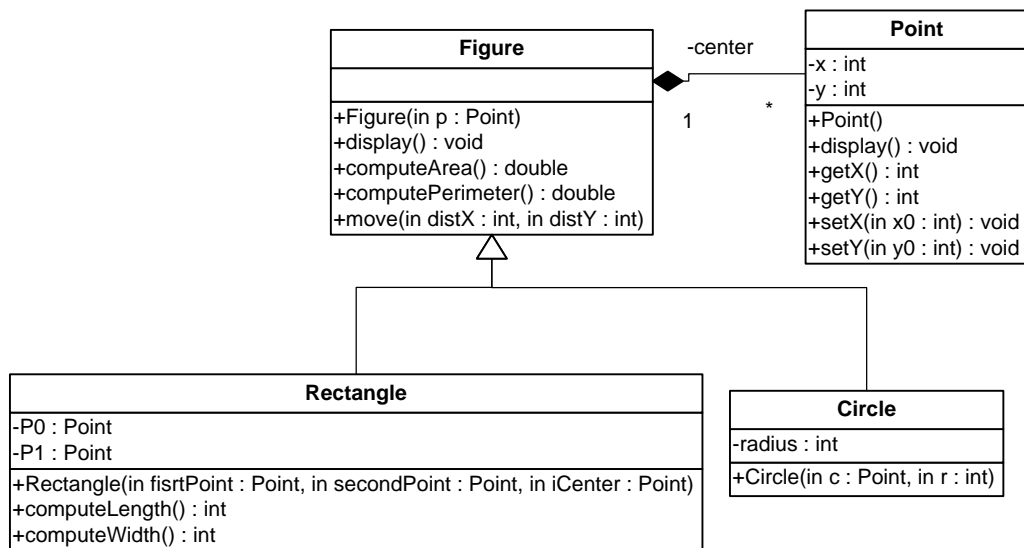 Figure
+Figure(in p : Point)
+display() : void
+computeArea() : double
+computePerimeter() : double
+move(in distX : int, in distY : int)
-center
1
*
Point
-x : int
-y : int
+Point()
+display() : void
+getX() : int
+getY() : int
+setX(in x0 : int) : void
+setY(in y0 : int) : void
Rectangle
-P0 : Point
-P1 : Point
+Rectangle(in fisrtPoint : Point, in secondPoint : Point, in iCenter : Point)
+computeLength() : int
+computeWidth() : int
Circle
-radius : int
+Circle(in c : Point, in r : int)